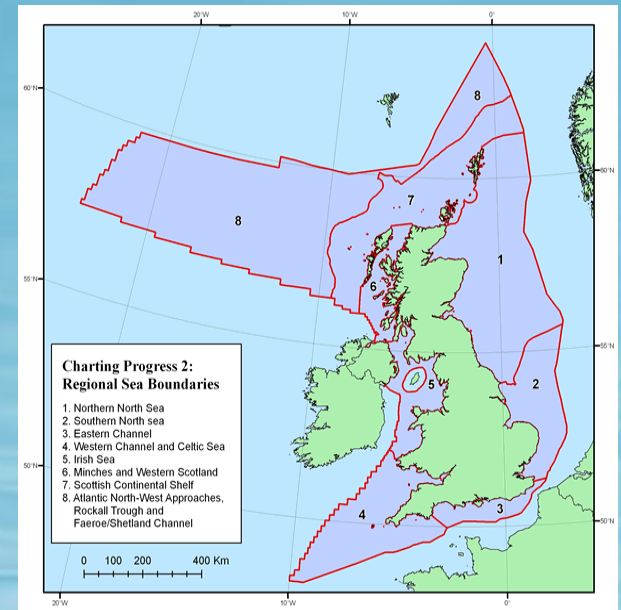 20°W 10°W 0°
60°N
8
60°N
7
8
1
6
55°N
55°N
Charting Progress 2:
Regional Sea Boundaries
5
2
1. Northern North Sea
2. Southern North sea
3. Eastern Channel
4. Western Channel and Celtic Sea
5. Irish Sea
6. Minches and Western Scotland
7. Scottish Continental Shelf
8. Atlantic North-West Approaches,
Rockall Trough and
Faeroe/Shetland Channel
50°N
3
4
50°N
0 100 200 400 Km
20°W 10°W 0°